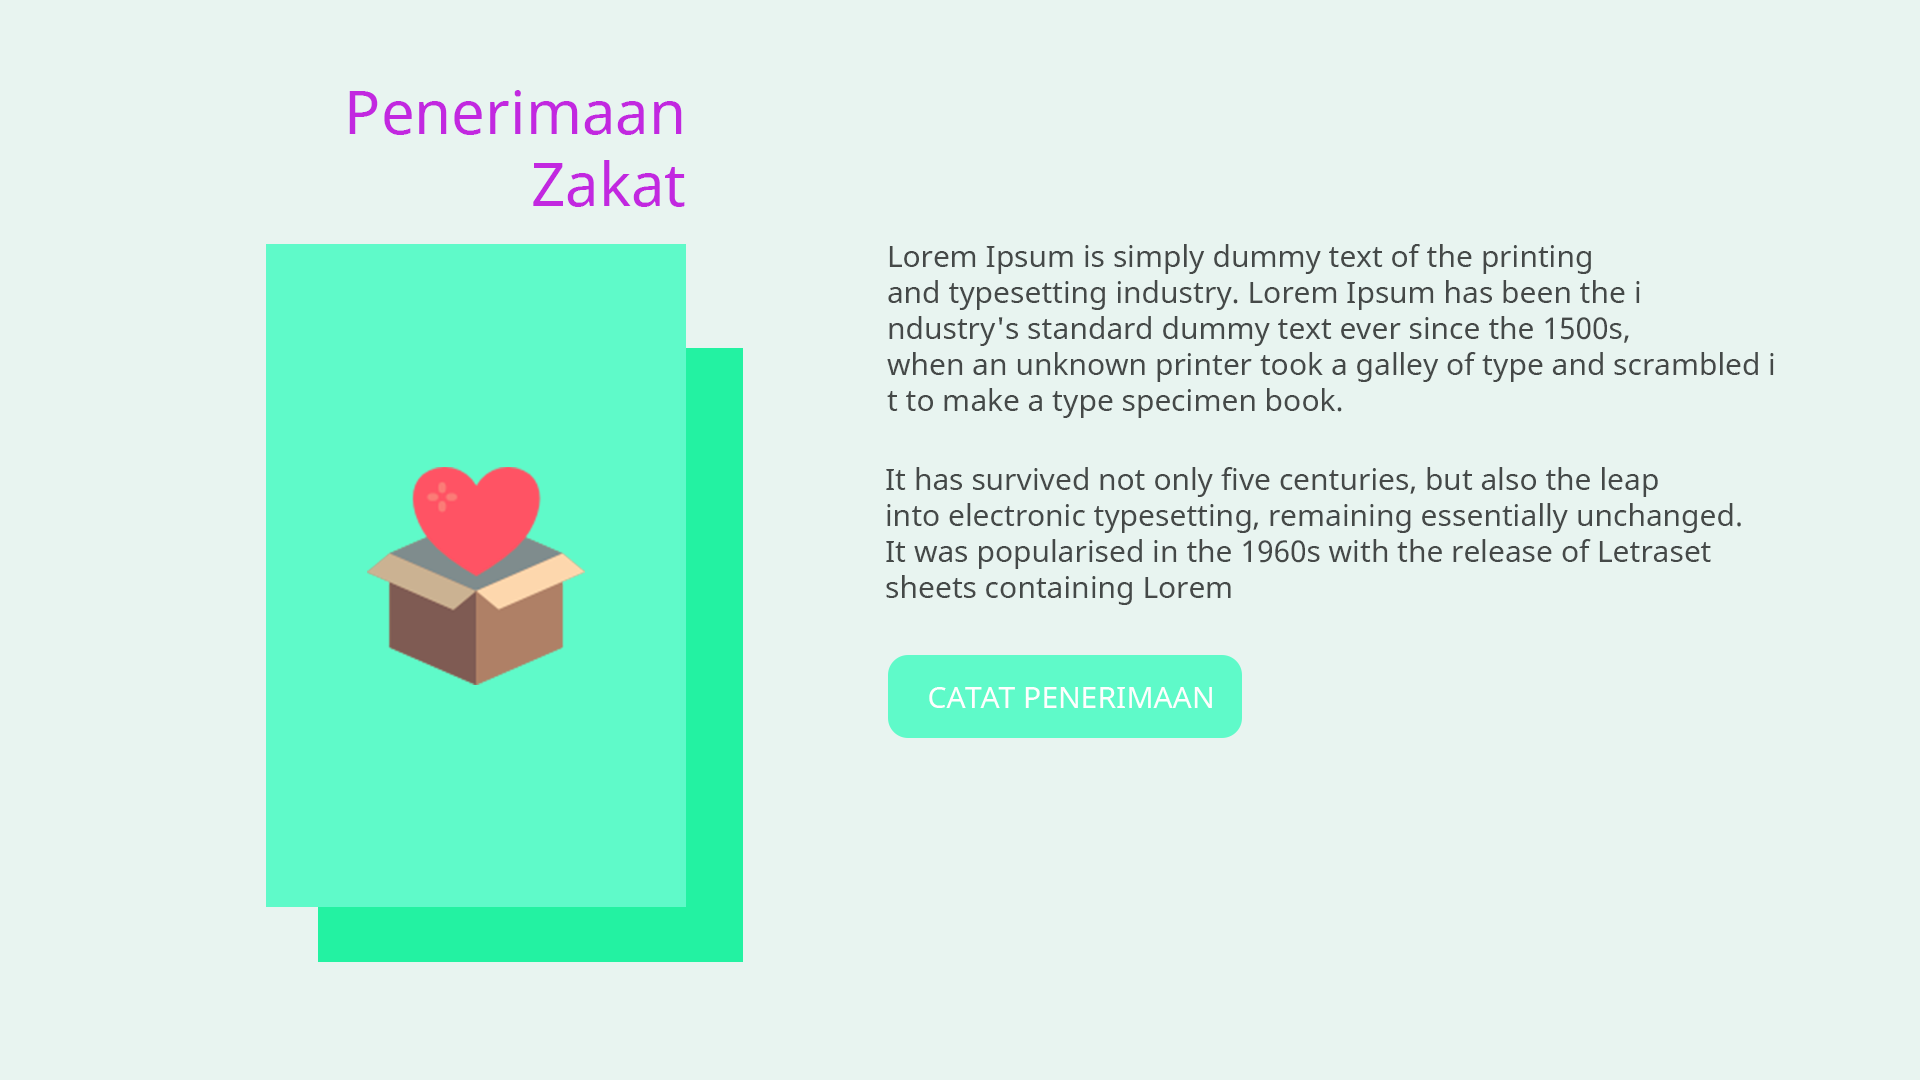 Penerimaan
Zakat
Lorem Ipsum is simply dummy text of the printing
and typesetting industry. Lorem Ipsum has been the i
ndustry's standard dummy text ever since the 1500s,
when an unknown printer took a galley of type and scrambled i
t to make a type specimen book.
It has survived not only five centuries, but also the leap
into electronic typesetting, remaining essentially unchanged.
It was popularised in the 1960s with the release of Letraset
sheets containing Lorem
CATAT PENERIMAAN